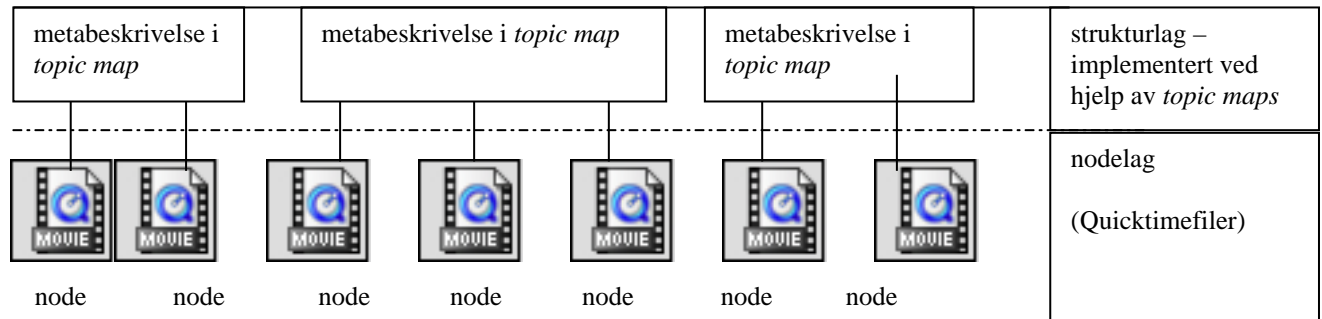 metabeskrivelse i
topic map
metabeskrivelse i topic map
metabeskrivelse i
topic map
strukturlag –
implementert ved
hjelp av topic maps
MOVIE MOVIE MOVIE MOVIE MOVIE MOVIE MOVIE
nodelag
(Quicktimefiler)
node node node node node node node